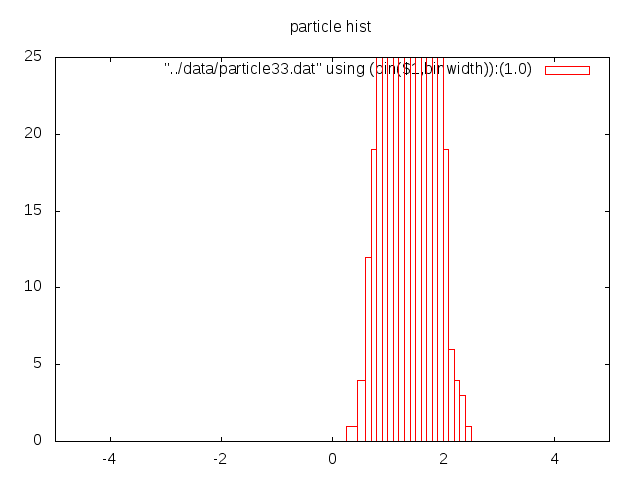 particle hist
"../data/particle33.dat" using (bin($1,binwidth)):(1.0)
25
20
15
10
5
0
-4 -2 0 2 4